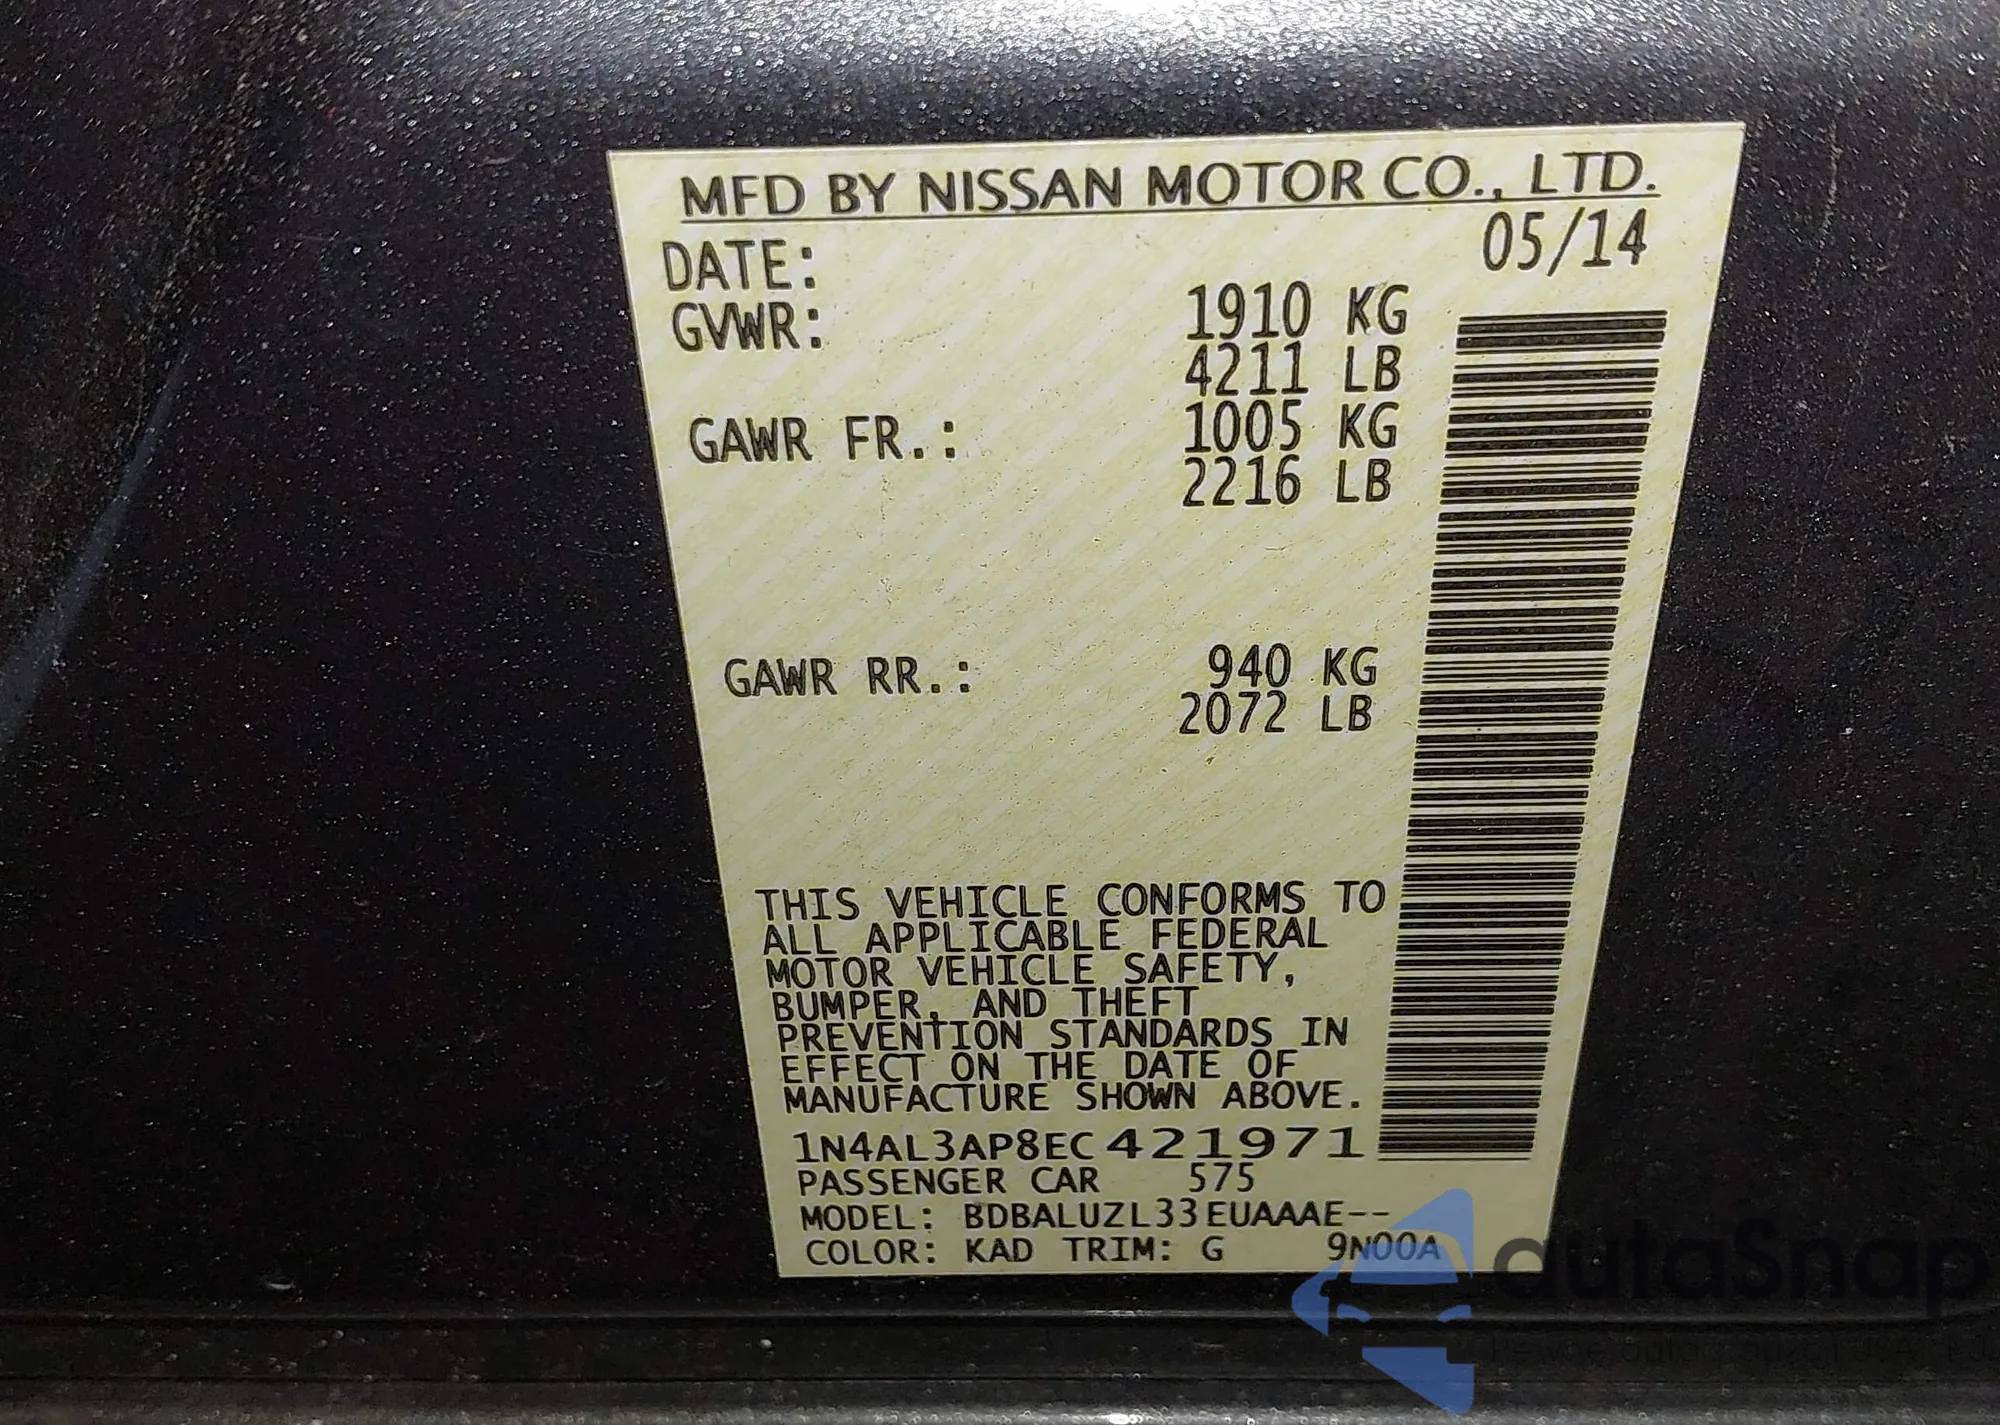 MFD BY NISSAN MOTOR CO., LTD.
DATE: 05/14
GVWR: 1910 KG
4211 LB
GAWR FR.: 1005 KG
2216 LB
GAWR RR.: 940 KG
2072 LB
THIS VEHICLE CONFORMS TO
ALL APPLICABLE FEDERAL
MOTOR VEHICLE SAFETY,
BUMPER, AND THEFT
PREVENTION STANDARDS IN
EFFECT ON THE DATE OF
MANUFACTURE SHOWN ABOVE.
1N4AL3AP8EC421971
PASSENGER CAR 575
MODEL: BDBALUZL33EUAAAE--
COLOR: KAD TRIM: G 9N00A
autaSnap